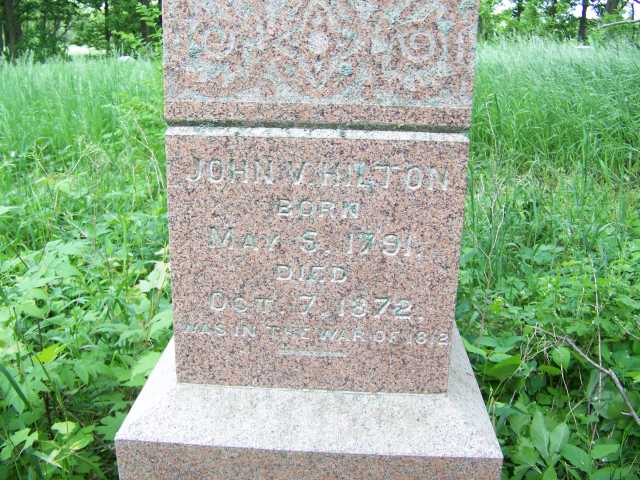 JOHN V. HILTON
BORN
MAY 5, 1791.
DIED
OCT. 7, 1872.
WAS IN THE WAR OF 1812